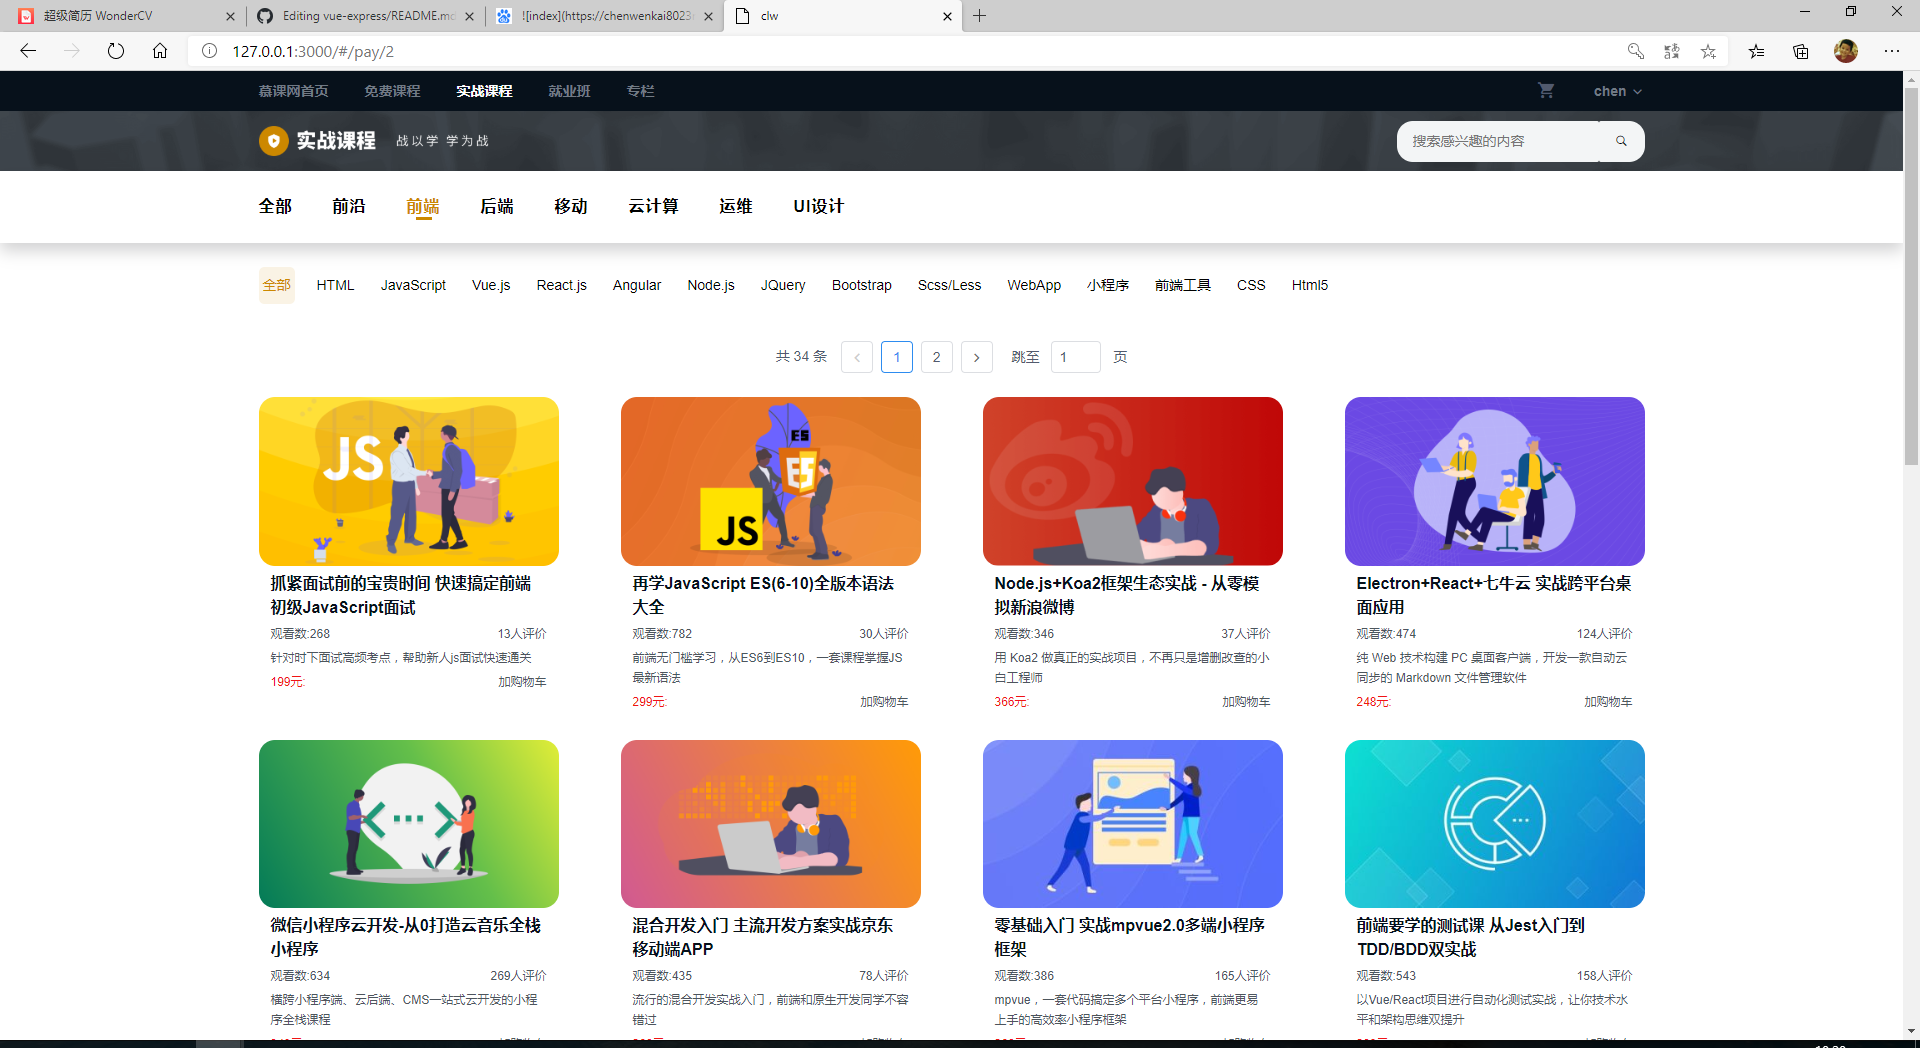 超级简历 WonderCV
Editing vue-express/README.md
![index](https://chenwenkai8023
clw
127.0.0.1:3000/#/pay/2
慕课网首页 免费课程 实战课程 就业班 专栏 chen
实战课程 战以学 学为战 搜索感兴趣的内容
全部 前沿 前端 后端 移动 云计算 运维 UI设计
全部 HTML JavaScript Vue.js React.js Angular Node.js JQuery Bootstrap Scss/Less WebApp 小程序 前端工具 CSS Html5
共 34 条 1 2 跳至 1 页
JS
抓紧面试前的宝贵时间 快速搞定前端
初级JavaScript面试
观看数:268 13人评价
针对时下面试高频考点，帮助新人js面试快速通关
199元: 加购物车
ES
ES
JS
再学JavaScript ES(6-10)全版本语法
大全
观看数:782 30人评价
前端无门槛学习，从ES6到ES10，一套课程掌握JS
最新语法
299元: 加购物车
Node.js+Koa2框架生态实战 - 从零模
拟新浪微博
观看数:346 37人评价
用 Koa2 做真正的实战项目，不再只是增删改查的小
白工程师
366元: 加购物车
Electron+React+七牛云 实战跨平台桌
面应用
观看数:474 124人评价
纯 Web 技术构建 PC 桌面客户端，开发一款自动云
同步的 Markdown 文件管理软件
248元: 加购物车
微信小程序云开发-从0打造云音乐全栈
小程序
观看数:634 269人评价
横跨小程序端、云后端、CMS一站式云开发的小程
序全栈课程
混合开发入门 主流开发方案实战京东
移动端APP
观看数:435 78人评价
流行的混合开发实战入门，前端和原生开发同学不容
错过
零基础入门 实战mpvue2.0多端小程序
框架
观看数:386 165人评价
mpvue，一套代码搞定多个平台小程序，前端更易
上手的高效率小程序框架
前端要学的测试课 从Jest入门到
TDD/BDD双实战
观看数:543 158人评价
以Vue/React项目进行自动化测试实战，让你技术水
平和架构思维双提升